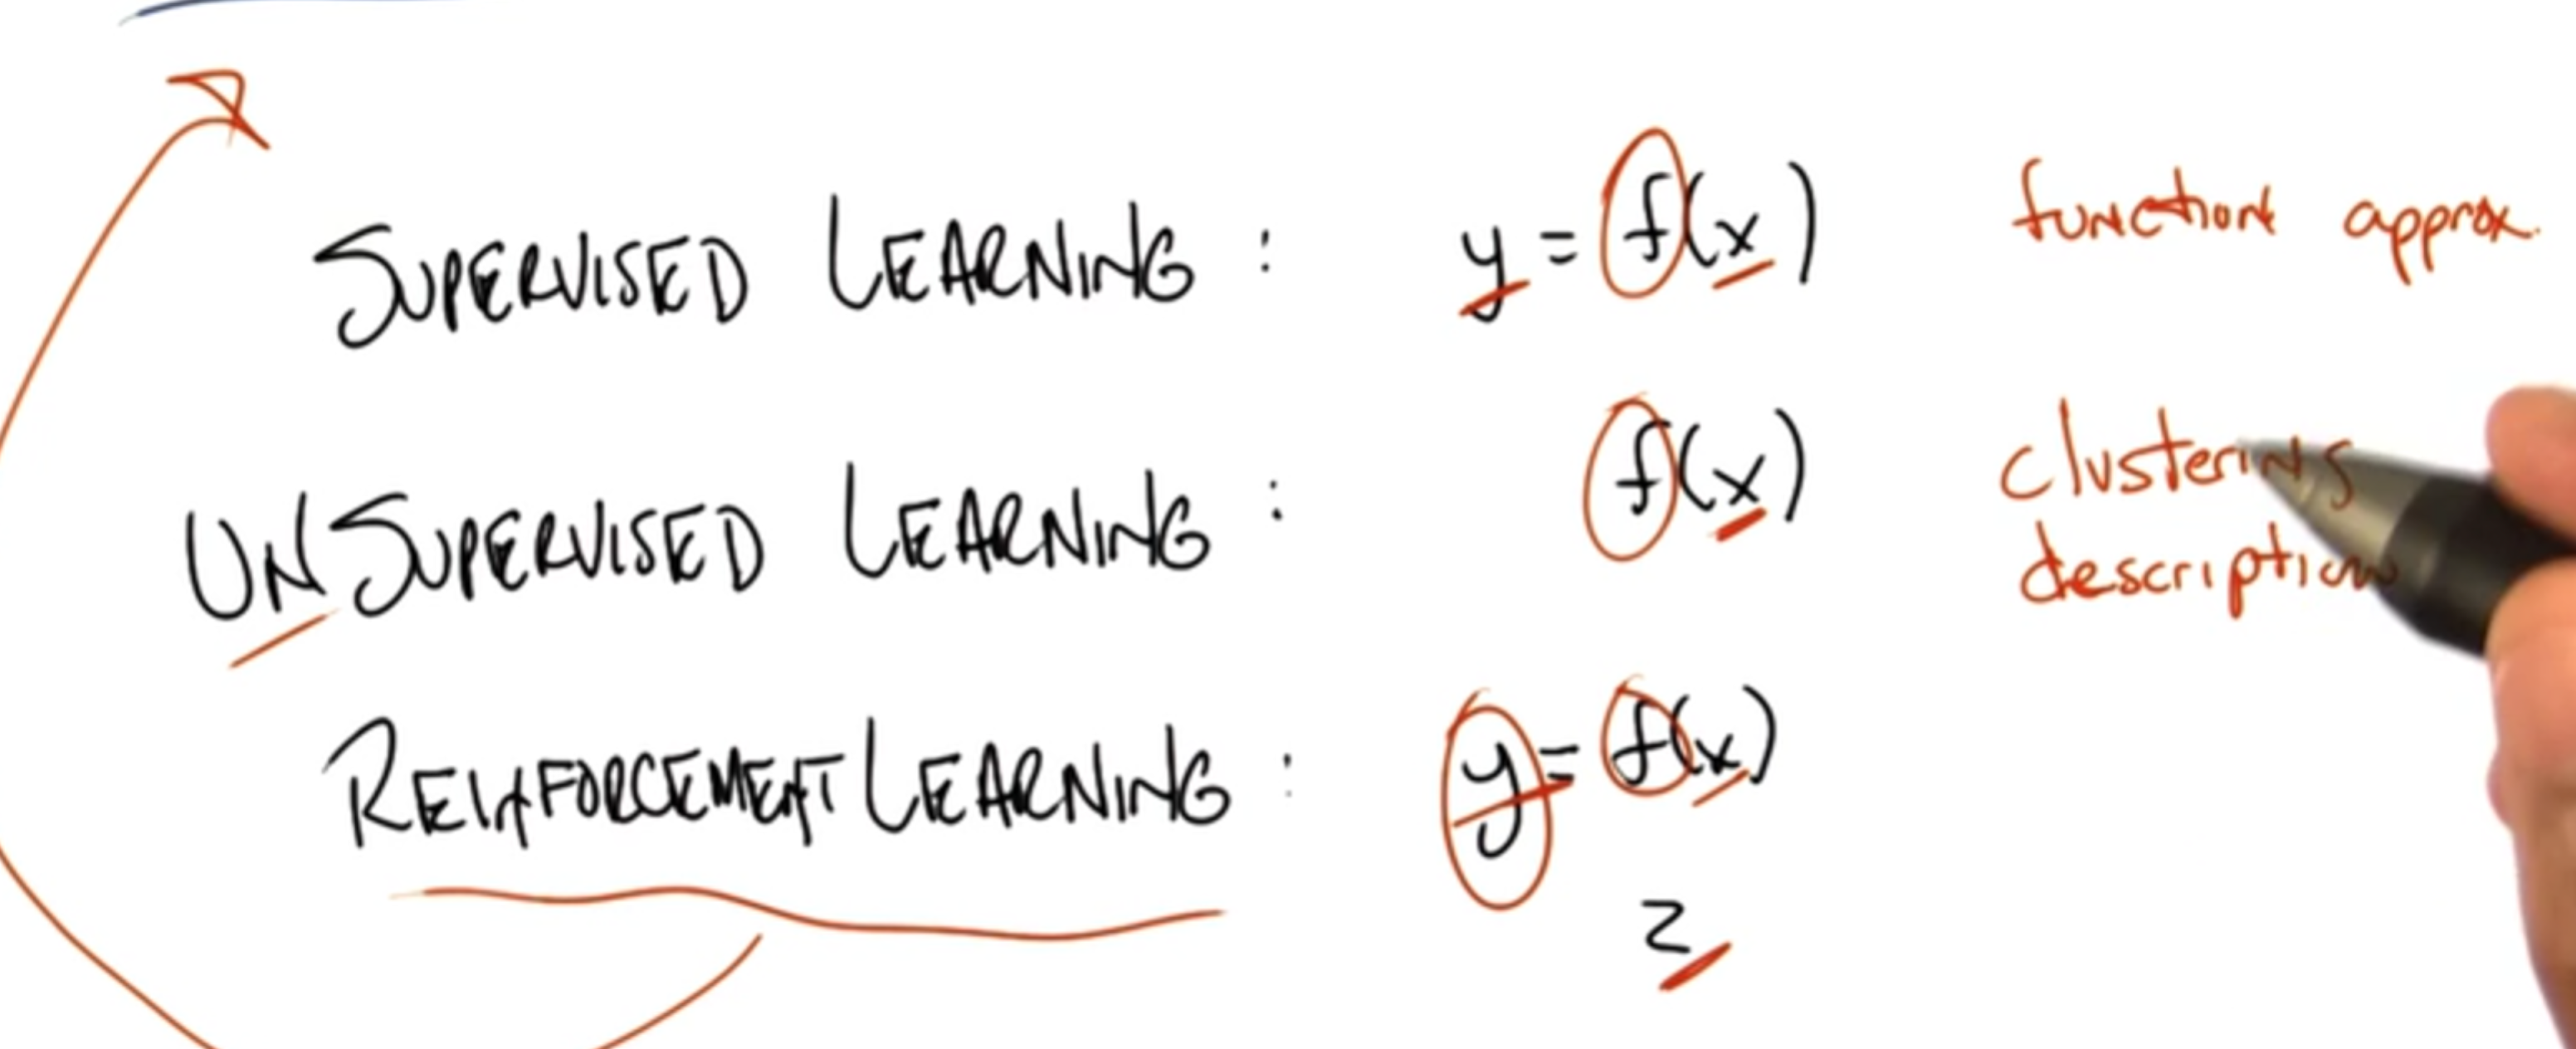 SUPERVISED LEARNING : y = f(x) function approx.
UNSUPERVISED LEARNING : f(x) clustering
description
REINFORCEMENT LEARNING : y = f(x)
z